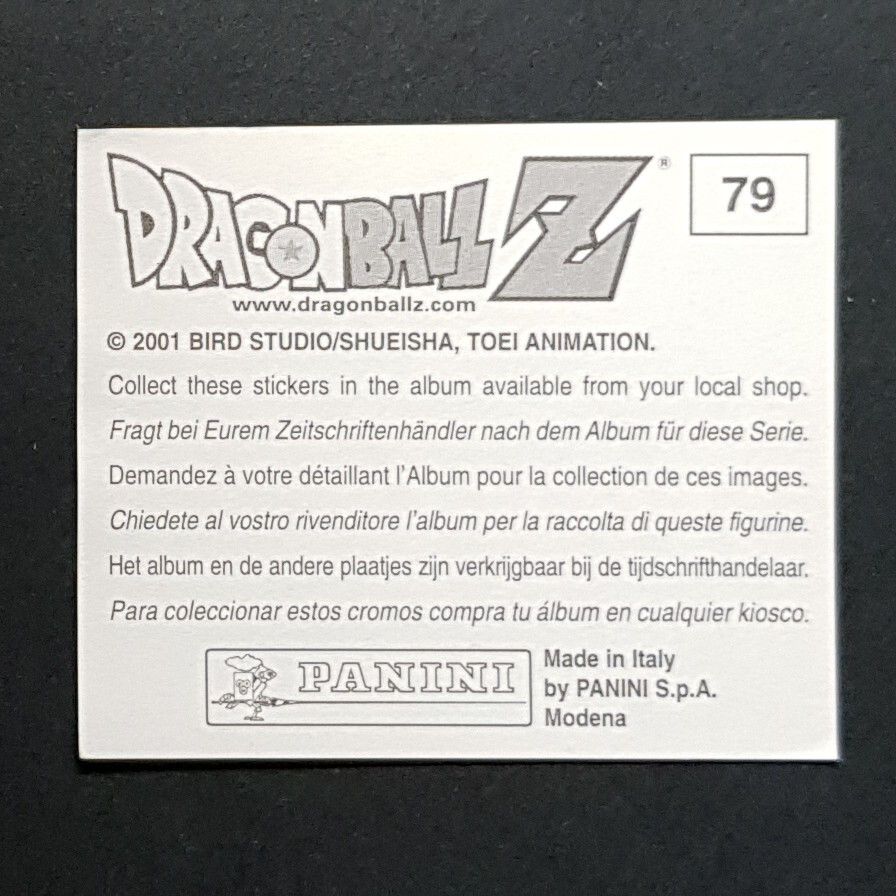 DRAGONBALL Z ®
79
www.dragonballz.com
© 2001 BIRD STUDIO/SHUEISHA, TOEI ANIMATION.
Collect these stickers in the album available from your local shop.
Fragt bei Eurem Zeitschriftenhändler nach dem Album für diese Serie.
Demandez à votre détaillant l'Album pour la collection de ces images.
Chiedete al vostro rivenditore l'album per la raccolta di queste figurine.
Het album en de andere plaatjes zijn verkrijgbaar bij de tijdschrifthandelaar.
Para coleccionar estos cromos compra tu álbum en cualquier kiosco.
PANINI
Made in Italy
by PANINI S.p.A.
Modena